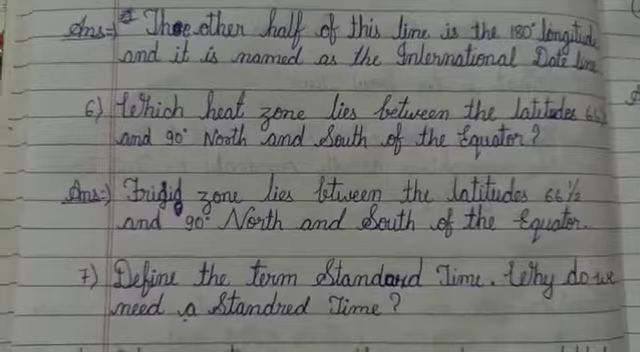 Ans:⇒ The other half of this line is the 180° longitude
and it is named as the International Date line.
6) Which heat zone lies between the latitudes 66½
and 90° North and South of the Equator?
Ans:⇒) Frigid zone lies btween the latitudes 66½
and 90° North and South of the Equator.
7) Define the term Standard Time. Why do we
need a Standred Time?